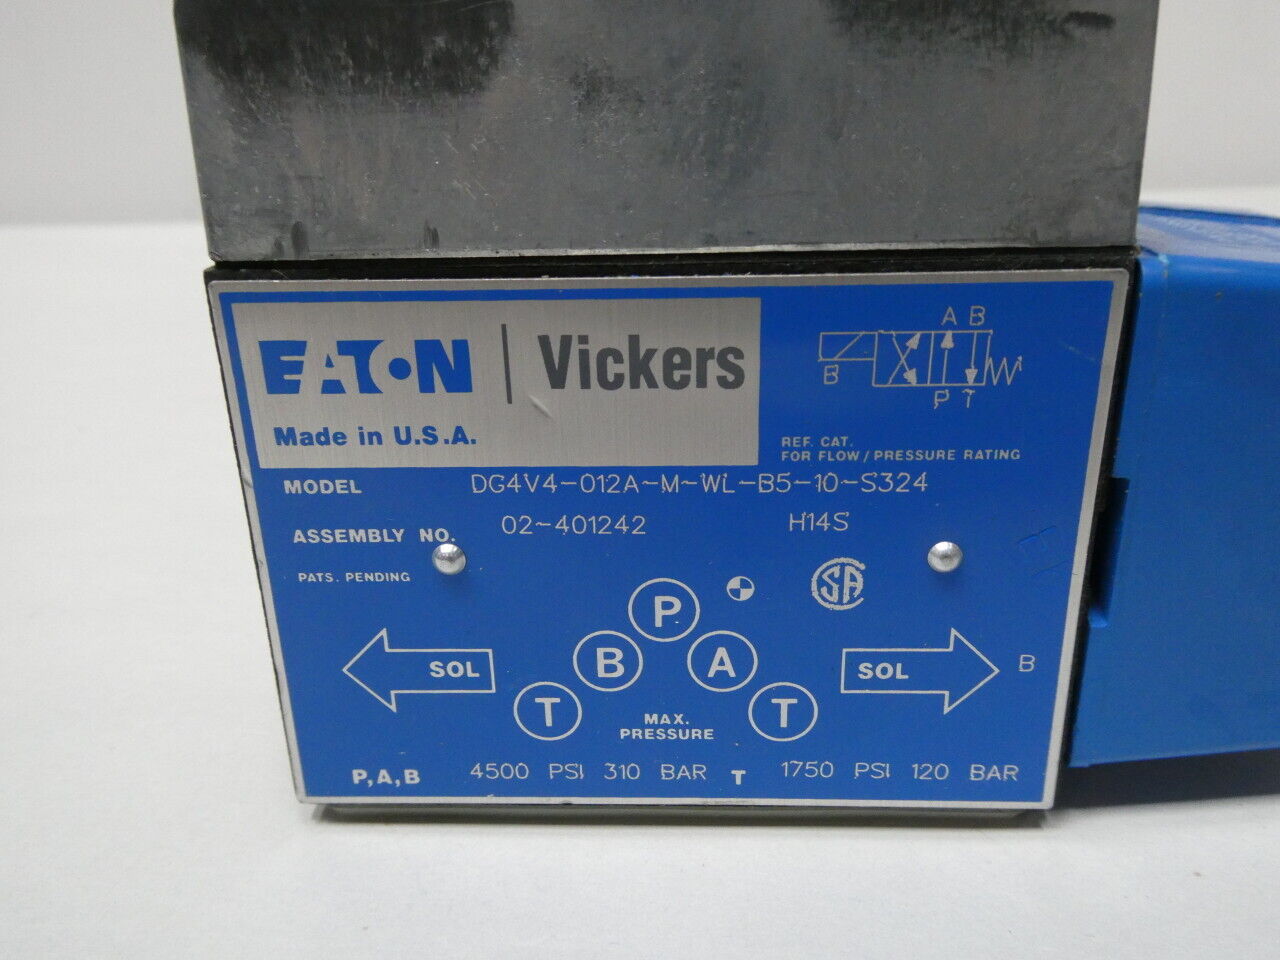 EATON | Vickers
Made in U.S.A.
A B
B
P T
REF. CAT.
FOR FLOW/PRESSURE RATING
MODEL DG4V4-012A-M-WL-B5-10-S324
ASSEMBLY NO. 02-401242 H14S
PATS. PENDING
SA
P
B A
SOL SOL B
T T
MAX.
PRESSURE
P,A,B 4500 PSI 310 BAR T 1750 PSI 120 BAR